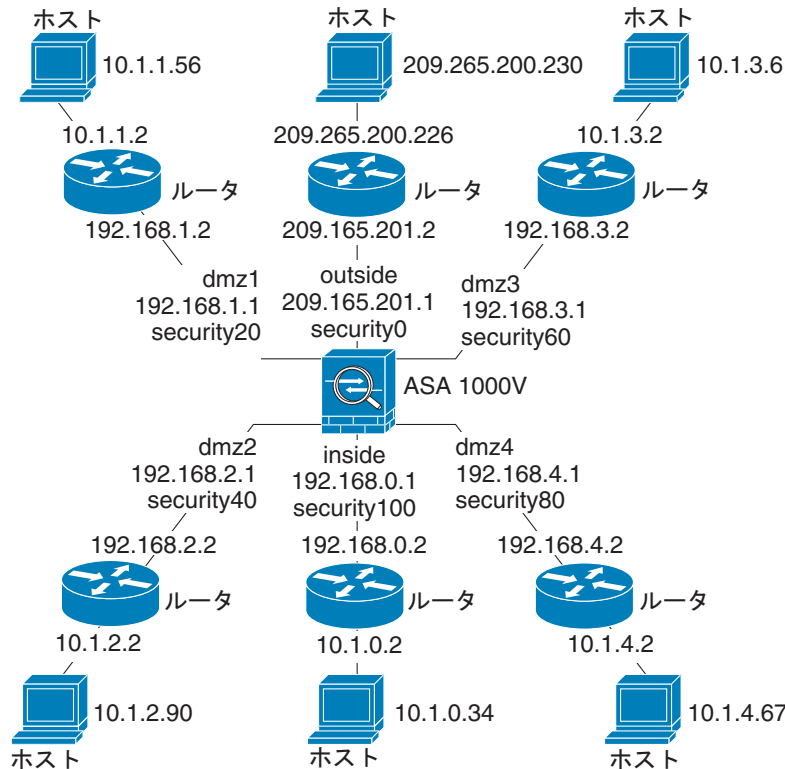 ホスト
ホスト
ホスト
10.1.1.56
209.265.200.230
10.1.3.6
10.1.1.2
209.265.200.226
10.1.3.2
ルータ
ルータ
ルータ
192.168.1.2
209.165.201.2
192.168.3.2
dmz1
192.168.1.1
security20
outside
209.165.201.1
security0
dmz3
192.168.3.1
security60
ASA 1000V
dmz2
192.168.2.1
security40
inside
192.168.0.1
security100
dmz4
192.168.4.1
security80
192.168.2.2
192.168.0.2
192.168.4.2
ルータ
ルータ
ルータ
10.1.2.2
10.1.0.2
10.1.4.2
10.1.2.90
10.1.0.34
10.1.4.67
ホスト
ホスト
ホスト